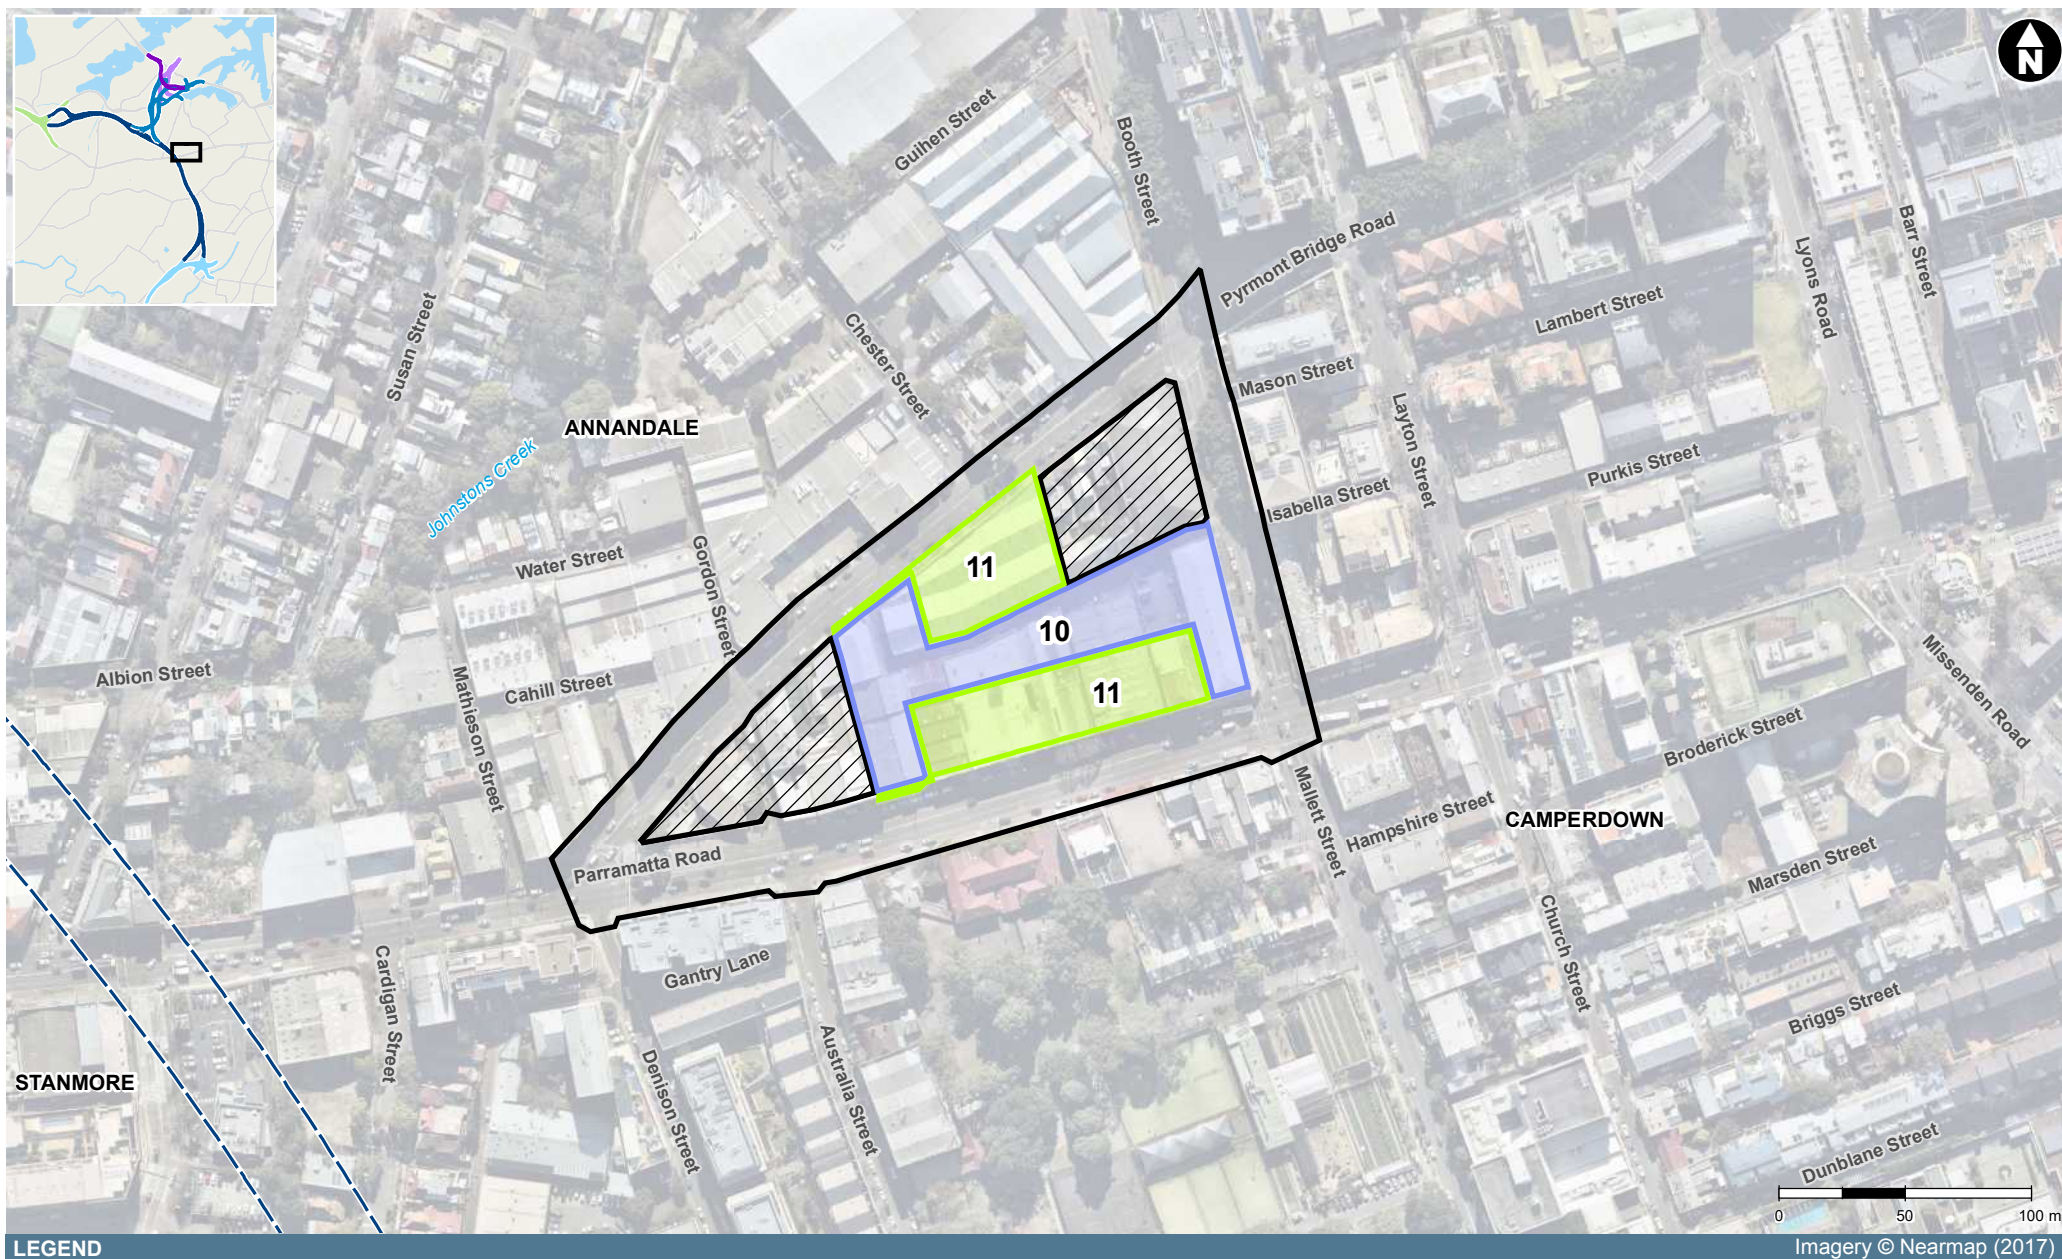 N
Guihen Street
Booth Street
Pyrmont Bridge Road
Barr Street
Lyons Road
Lambert Street
Susan Street
Chester Street
Mason Street
Layton Street
ANNANDALE
Johnstons Creek
Purkis Street
Isabella Street
Water Street
Gordon Street
11
10
11
Albion Street
Cahill Street
Mathieson Street
Missenden Road
Broderick Street
Mallett Street
Hampshire Street
CAMPERDOWN
Parramatta Road
Marsden Street
Church Street
Gantry Lane
Cardigan Street
Briggs Street
Australia Street
Denison Street
STANMORE
Dunblane Street
0 50 100 m
LEGEND
Imagery © Nearmap (2017)